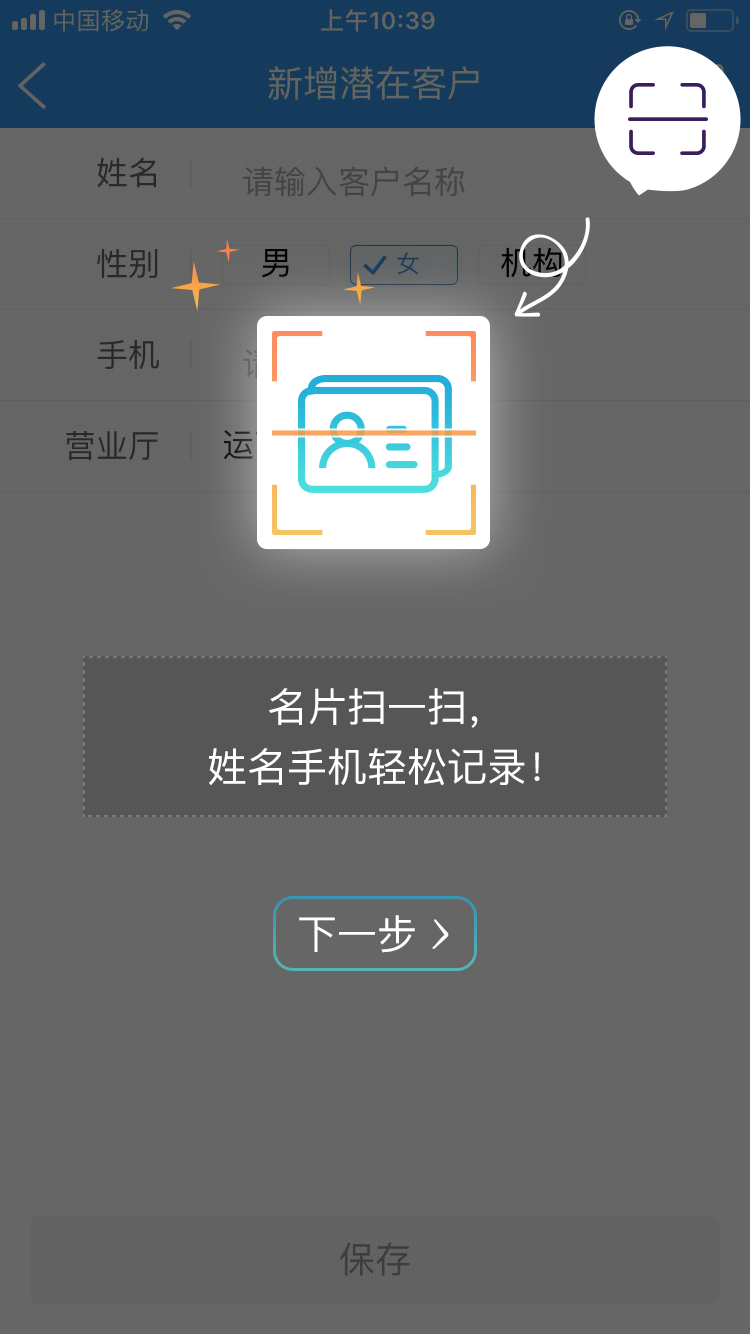 中国移动
上午10:39
新增潜在客户
姓名
请输入客户名称
性别
男
女
机构
手机
请
营业厅
运
名片扫一扫，
姓名手机轻松记录！
下一步
保存